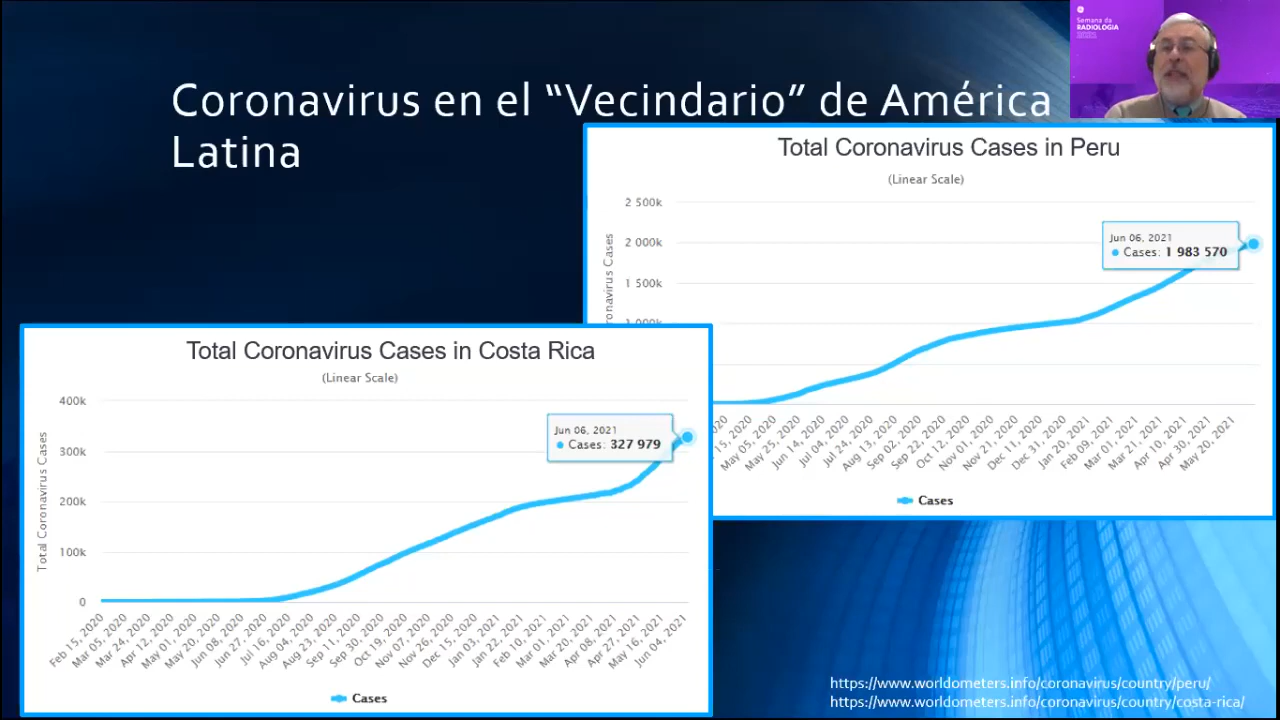 Semana da
RADIOLOGIA
Coronavirus en el “Vecindario” de América
Latina
Total Coronavirus Cases in Peru
(Linear Scale)
2 500k
2 000k
1 500k
1 000k
Jun 06, 2021
Cases: 1 983 570
May 05, 2020
May 25, 2020
Jun 14, 2020
Jul 04, 2020
Jul 24, 2020
Aug 13, 2020
Sep 02, 2020
Sep 22, 2020
Oct 12, 2020
Nov 01, 2020
Nov 21, 2020
Dec 11, 2020
Dec 31, 2020
Jan 20, 2021
Feb 09, 2021
Mar 01, 2021
Mar 21, 2021
Apr 10, 2021
Apr 30, 2021
May 20, 2021
Cases
Total Coronavirus Cases in Costa Rica
(Linear Scale)
Total Coronavirus Cases
400k
300k
200k
100k
0
Jun 06, 2021
Cases: 327 979
Feb 15, 2020
Mar 05, 2020
Mar 24, 2020
Apr 12, 2020
May 01, 2020
May 20, 2020
Jun 08, 2020
Jun 27, 2020
Jul 16, 2020
Aug 04, 2020
Aug 23, 2020
Sep 11, 2020
Sep 30, 2020
Oct 19, 2020
Nov 07, 2020
Nov 26, 2020
Dec 15, 2020
Jan 03, 2021
Jan 22, 2021
Feb 10, 2021
Mar 01, 2021
Mar 20, 2021
Apr 08, 2021
Apr 27, 2021
May 16, 2021
Jun 04, 2021
Cases
https://www.worldometers.info/coronavirus/country/peru/
https://www.worldometers.info/coronavirus/country/costa-rica/